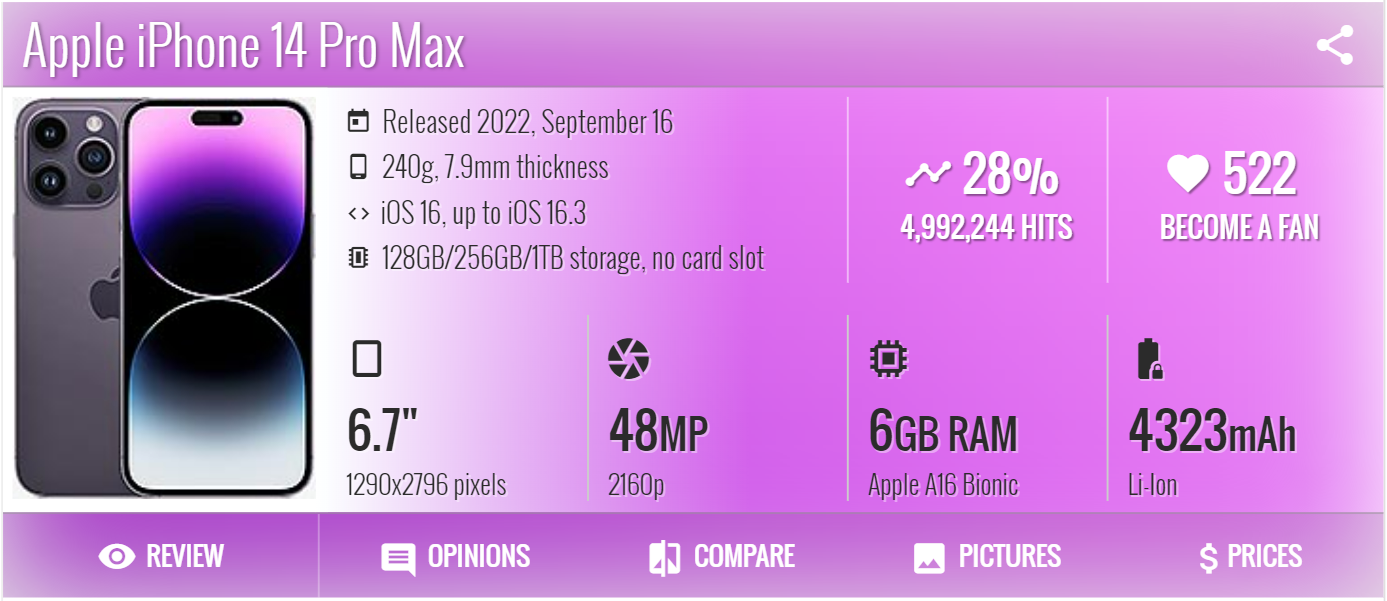 Apple iPhone 14 Pro Max
Released 2022, September 16
240g, 7.9mm thickness
iOS 16, up to iOS 16.3
128GB/256GB/1TB storage, no card slot
28%
4,992,244 HITS
522
BECOME A FAN
6.7"
1290x2796 pixels
48MP
2160p
6GB RAM
Apple A16 Bionic
4323mAh
Li-Ion
REVIEW
OPINIONS
COMPARE
PICTURES
PRICES